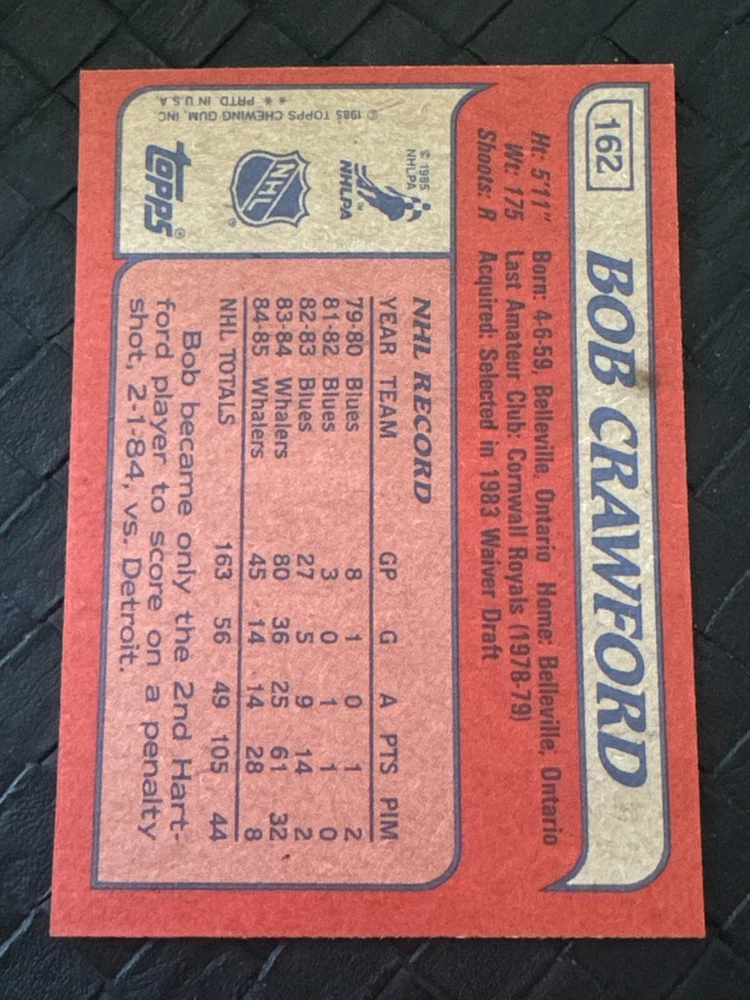 162
BOB CRAWFORD
Ht: 5'11" Born: 4-6-59, Belleville, Ontario Home: Belleville, Ontario
Wt: 175 Last Amateur Club: Cornwall Royals (1978-79)
Shoots: R Acquired: Selected in 1983 Waiver Draft
© 1985
NHLPA
NHLPA™
NHL®
topps®
© 1985 TOPPS CHEWING GUM, INC
** PRTD. IN U.S.A
NHL RECORD
YEAR TEAM GP G A PTS PIM
79-80 Blues 8 1 0 1 2
81-82 Blues 3 0 1 1 0
82-83 Blues 27 5 9 14 2
83-84 Whalers 80 36 25 61 32
84-85 Whalers 45 14 14 28 8
NHL TOTALS 163 56 49 105 44
Bob became only the 2nd Hart-
ford player to score on a penalty
shot, 2-1-84, vs. Detroit.